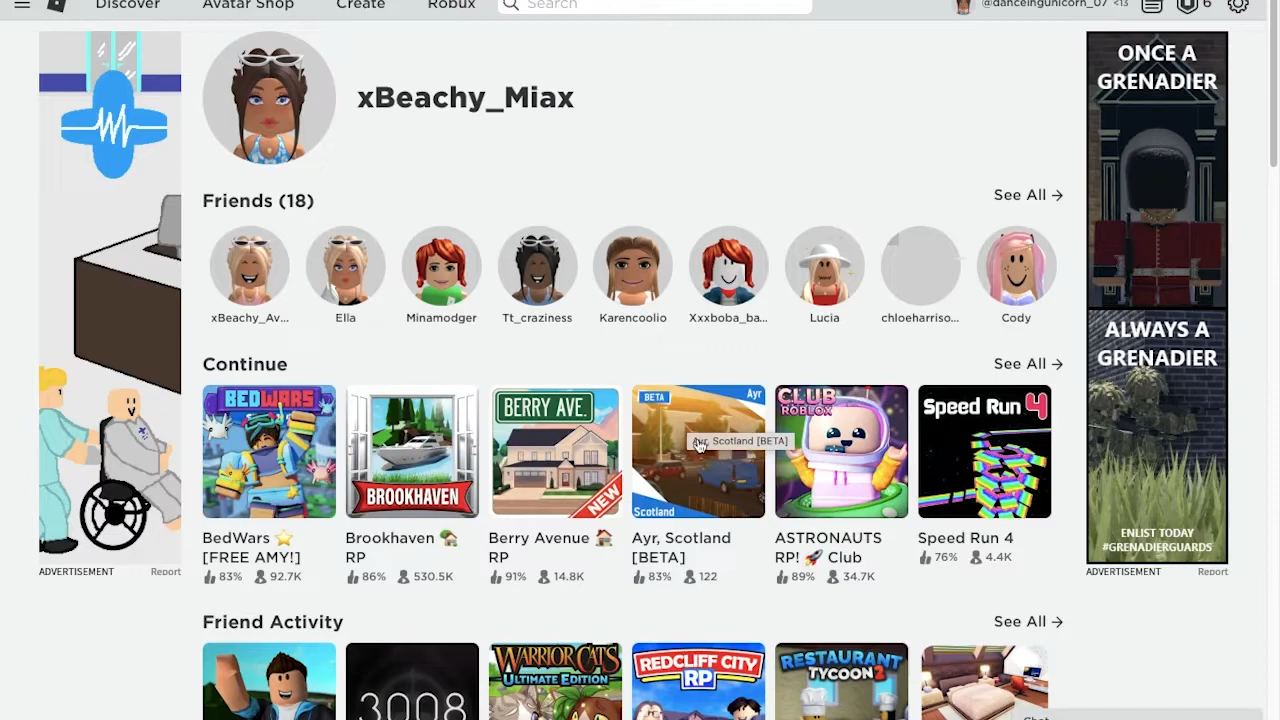 Discover Avatar Shop Create Robux Search @danceingunicorn_07 <13 6
xBeachy_Miax
Friends (18)
See All →
xBeachy_Av... Ella Minamodger Tt_craziness Karencoolio Xxxboba_ba... Lucia chloeharriso... Cody
Continue
See All →
BEDWARS
BROOKHAVEN
BERRY AVE.
NEW
BETA
Ayr
Scotland
Ayr, Scotland [BETA]
CLUB
ROBLOX
Speed Run 4
BedWars ⭐
[FREE AMY!]
83% 92.7K
Brookhaven 🏡
RP
86% 530.5K
Berry Avenue 🏠
RP
91% 14.8K
Ayr, Scotland
[BETA]
83% 122
ASTRONAUTS
RP! 🚀 Club
89% 34.7K
Speed Run 4
76% 4.4K
Friend Activity
See All →
3008
WARRIOR CATS
ULTIMATE EDITION
REDCLIFF CITY
RP
RESTAURANT
TYCOON 2
Chat
ADVERTISEMENT Report
ONCE A
GRENADIER
ALWAYS A
GRENADIER
ENLIST TODAY
#GRENADIERGUARDS
ADVERTISEMENT Report